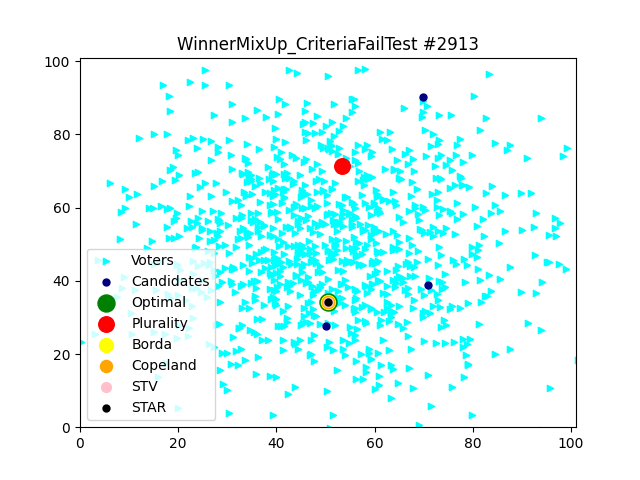 WinnerMixUp_CriteriaFailTest #2913
100
80
60
40
20
0
Voters
Candidates
Optimal
Plurality
Borda
Copeland
STV
STAR
0 20 40 60 80 100